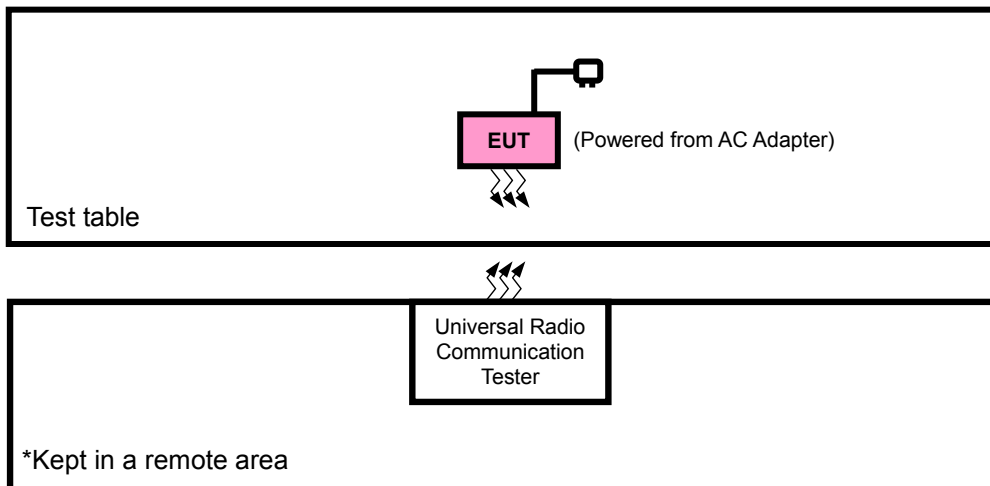 EUT
(Powered from AC Adapter)
Test table
Universal Radio
Communication
Tester
*Kept in a remote area